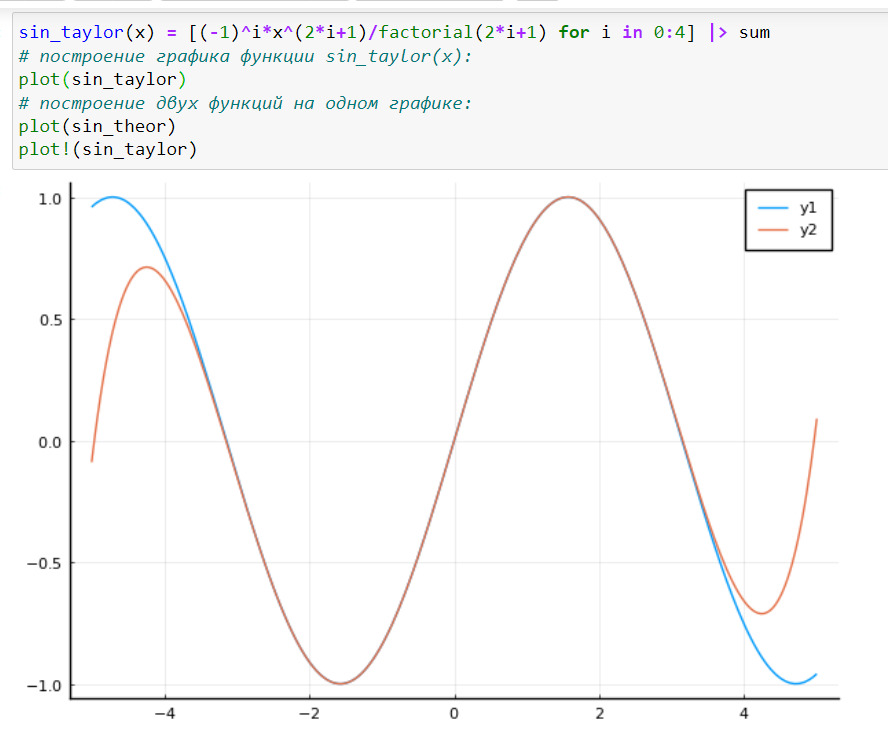 sin_taylor(x) = [(-1)^i*x^(2*i+1)/factorial(2*i+1) for i in 0:4] |> sum
# построение графика функции sin_taylor(x):
plot(sin_taylor)
# построение двух функций на одном графике:
plot(sin_theor)
plot!(sin_taylor)
y1
y2
1.0
0.5
0.0
−0.5
−1.0
−4 −2 0 2 4